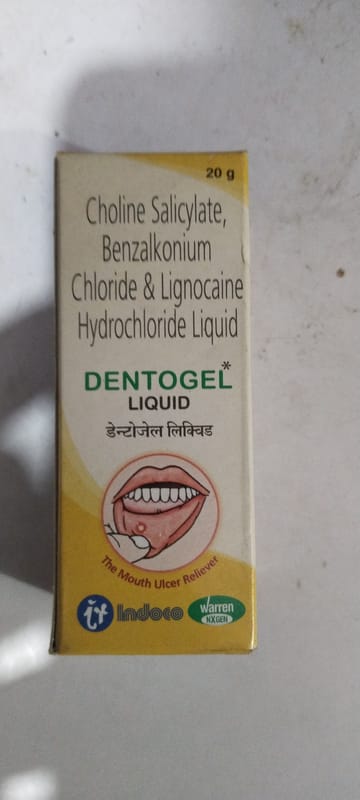 20 g
Choline Salicylate,
Benzalkonium
Chloride & Lignocaine
Hydrochloride Liquid
DENTOGEL*
LIQUID
डेन्टोजेल लिक्विड
The Mouth Ulcer Reliever
Indoco
warren
NXGEN